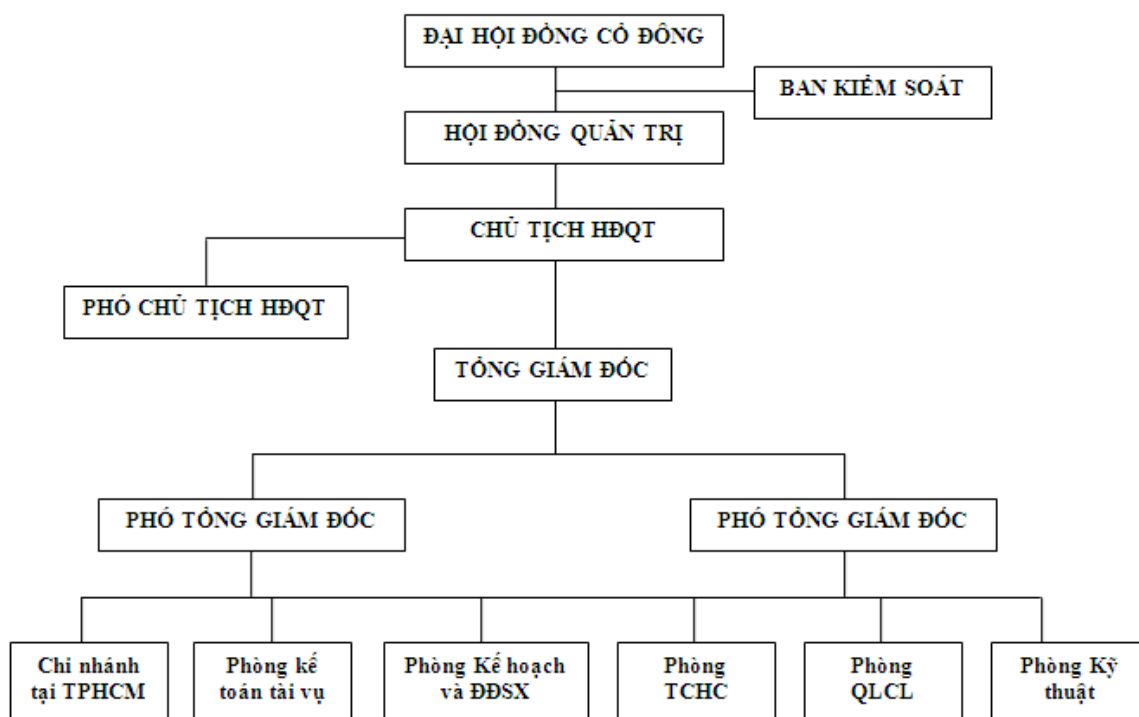 ĐẠI HỘI ĐỒNG CỔ ĐÔNG
BAN KIỂM SOÁT
HỘI ĐỒNG QUẢN TRỊ
CHỦ TỊCH HĐQT
PHÓ CHỦ TỊCH HĐQT
TỔNG GIÁM ĐỐC
PHÓ TỔNG GIÁM ĐỐC
PHÓ TỔNG GIÁM ĐỐC
Chi nhánh
tại TPHCM
Phòng kế
toán tài vụ
Phòng Kế hoạch
và ĐĐSX
Phòng
TCHC
Phòng
QLCL
Phòng Kỹ
thuật